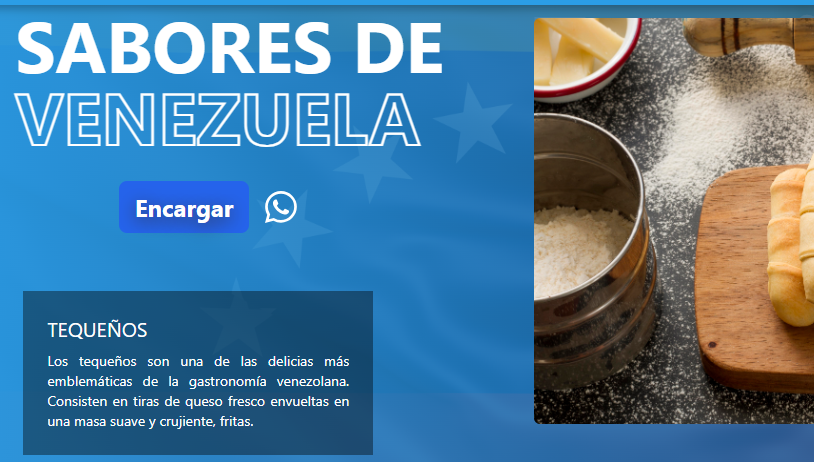 SABORES DE
VENEZUELA
Encargar
TEQUEÑOS
Los tequeños son una de las delicias más
emblemáticas de la gastronomía venezolana.
Consisten en tiras de queso fresco envueltas en
una masa suave y crujiente, fritas.